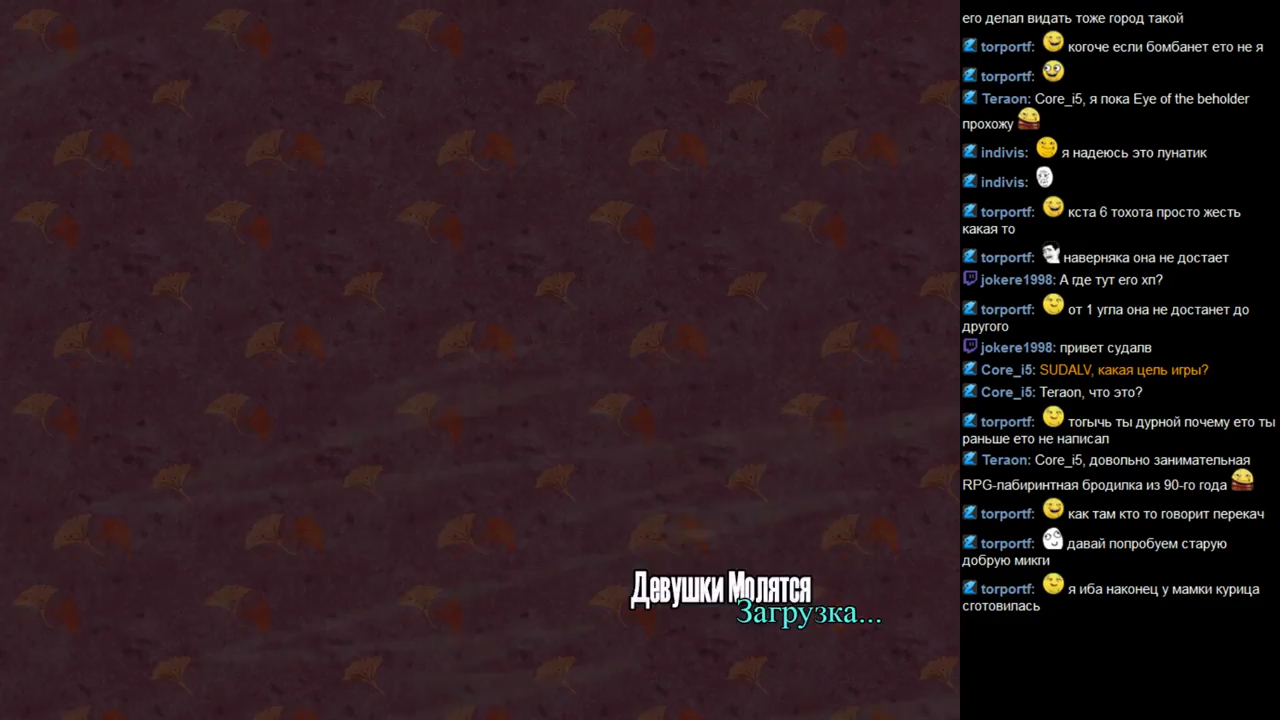 Девушки Молятся
Загрузка...
его делал видать тоже город такой
torportf: когоче если бомбанет ето не я
torportf:
Teraon: Core_i5, я пока Eye of the beholder
прохожу
indivis: я надеюсь это лунатик
indivis:
torportf: кста 6 тохота просто жесть
какая то
torportf: наверняка она не достает
jokere1998: А где тут его хп?
torportf: от 1 угла она не достанет до
другого
jokere1998: привет судалв
Core_i5: SUDALV, какая цель игры?
Core_i5: Teraon, что это?
torportf: тогычь ты дурной почему ето ты
раньше ето не написал
Teraon: Core_i5, довольно занимательная
RPG-лабиринтная бродилка из 90-го года
torportf: как там кто то говорит перекач
torportf: давай попробуем старую
добрую микги
torportf: я иба наконец у мамки курица
сготовилась